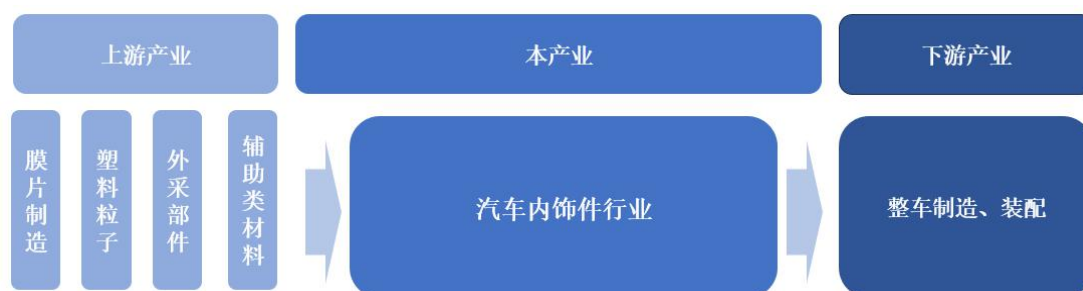 上游产业
本产业
下游产业
膜片制造
塑料粒子
外采部件
辅助类材料
汽车内饰件行业
整车制造、装配